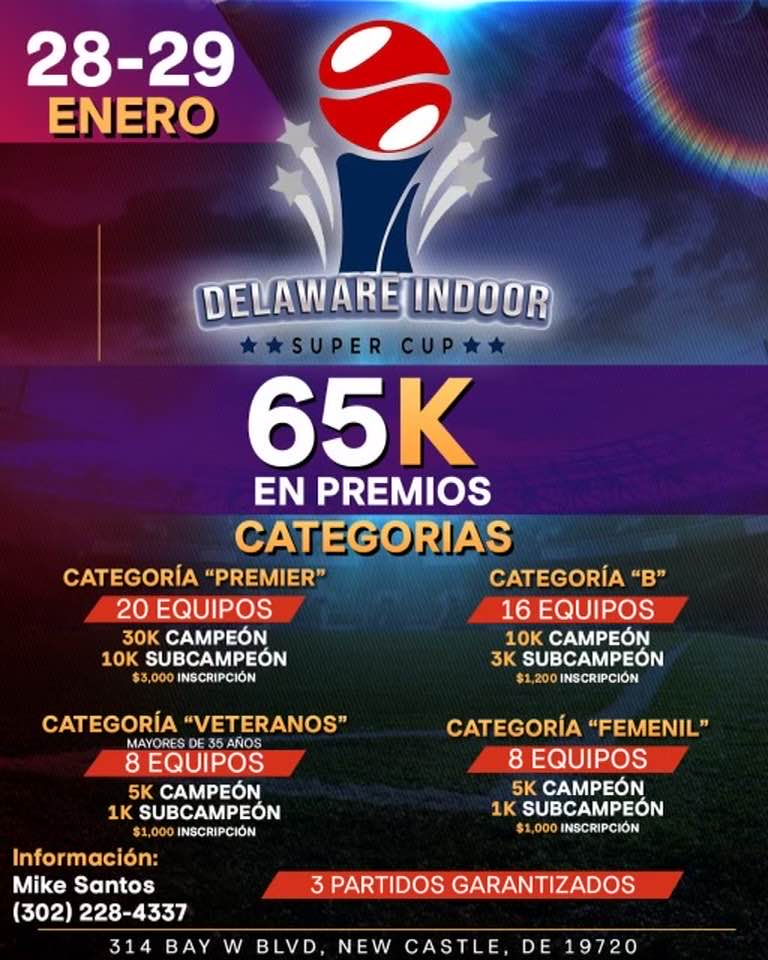 28-29
ENERO
DELAWARE INDOOR
SUPER CUP
65K
EN PREMIOS
CATEGORIAS
CATEGORÍA “PREMIER”
20 EQUIPOS
30K CAMPEÓN
10K SUBCAMPEÓN
$3,000 INSCRIPCIÓN
CATEGORÍA “B”
16 EQUIPOS
10K CAMPEÓN
3K SUBCAMPEÓN
$1,200 INSCRIPCIÓN
CATEGORÍA “VETERANOS”
MAYORES DE 35 AÑOS
8 EQUIPOS
5K CAMPEÓN
1K SUBCAMPEÓN
$1,000 INSCRIPCIÓN
CATEGORÍA “FEMENIL”
8 EQUIPOS
5K CAMPEÓN
1K SUBCAMPEÓN
$1,000 INSCRIPCIÓN
Información:
Mike Santos
(302) 228-4337
3 PARTIDOS GARANTIZADOS
314 BAY W BLVD, NEW CASTLE, DE 19720